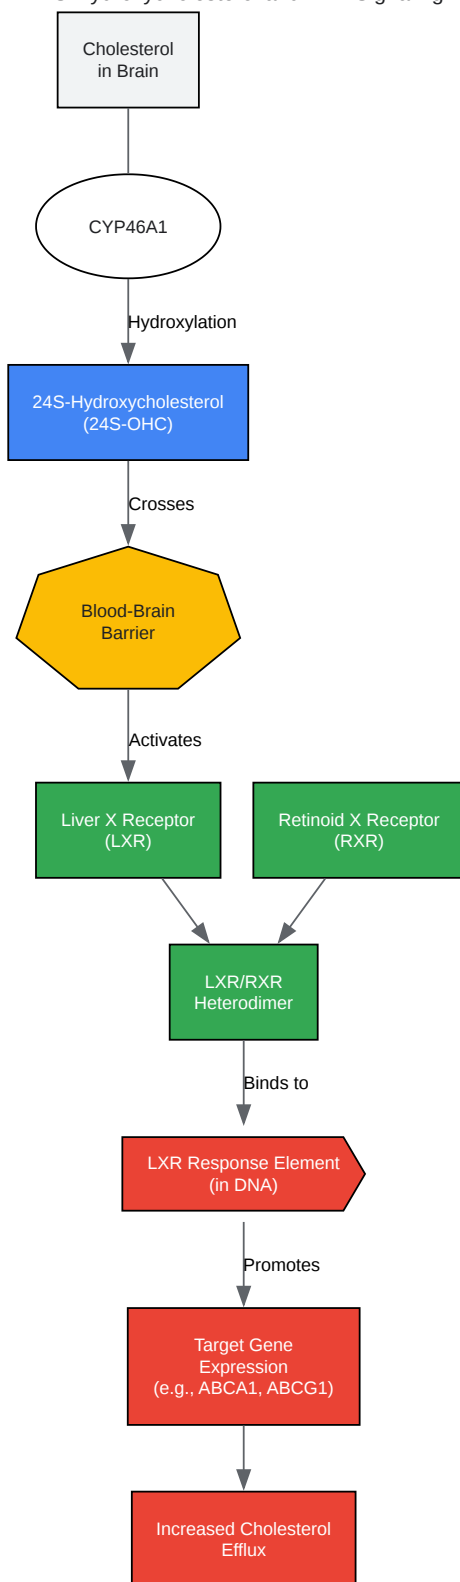 Cholesterol
in Brain
CYP46A1
Hydroxylation
24S-Hydroxycholesterol
(24S-OHC)
Crosses
Blood-Brain
Barrier
Activates
Liver X Receptor
(LXR)
Retinoid X Receptor
(RXR)
LXR/RXR
Heterodimer
Binds to
LXR Response Element
(in DNA)
Promotes
Target Gene
Expression
(e.g., ABCA1, ABCG1)
Increased Cholesterol
Efflux